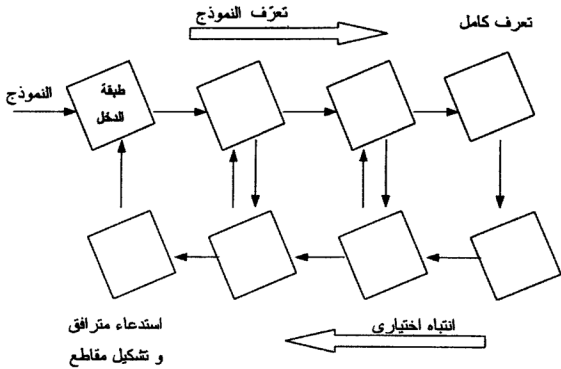 تعرّف النموذج
تعرف كامل
النموذج
طبقة
الدخل
انتباه اختياري
استدعاء مترافق
و تشكيل مقاطع